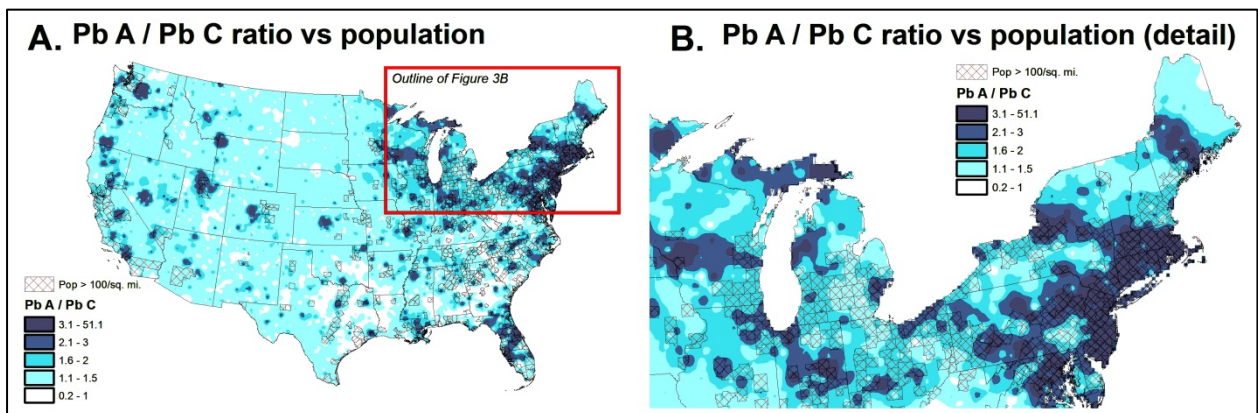 A. Pb A / Pb C ratio vs population
Outline of Figure 3B
Pop > 100/sq. mi.
Pb A / Pb C
3.1 - 51.1
2.1 - 3
1.6 - 2
1.1 - 1.5
0.2 - 1
B. Pb A / Pb C ratio vs population (detail)
Pop > 100/sq. mi.
Pb A / Pb C
3.1 - 51.1
2.1 - 3
1.6 - 2
1.1 - 1.5
0.2 - 1